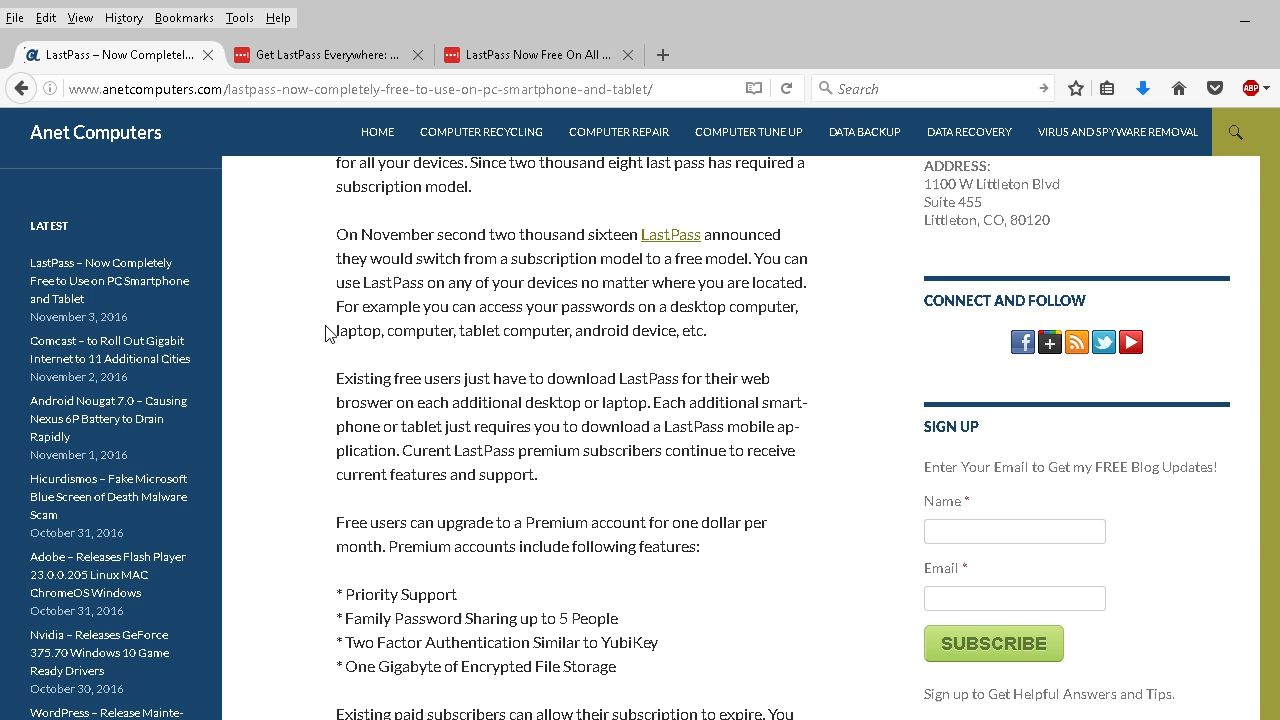 File Edit View History Bookmarks Tools Help
LastPass – Now Completel... Get LastPass Everywhere: ... LastPass Now Free On All ...
www.anetcomputers.com/lastpass-now-completely-free-to-use-on-pc-smartphone-and-tablet/ Search ABP
Anet Computers HOME COMPUTER RECYCLING COMPUTER REPAIR COMPUTER TUNE UP DATA BACKUP DATA RECOVERY VIRUS AND SPYWARE REMOVAL
LATEST
LastPass – Now Completely
Free to Use on PC Smartphone
and Tablet
November 3, 2016
Comcast – to Roll Out Gigabit
Internet to 11 Additional Cities
November 2, 2016
Android Nougat 7.0 – Causing
Nexus 6P Battery to Drain
Rapidly
November 1, 2016
Hicurdismos – Fake Microsoft
Blue Screen of Death Malware
Scam
October 31, 2016
Adobe – Releases Flash Player
23.0.0.205 Linux MAC
ChromeOS Windows
October 31, 2016
Nvidia – Releases GeForce
375.70 Windows 10 Game
Ready Drivers
October 30, 2016
WordPress – Release Mainte-
for all your devices. Since two thousand eight last pass has required a
subscription model.
On November second two thousand sixteen LastPass announced
they would switch from a subscription model to a free model. You can
use LastPass on any of your devices no matter where you are located.
For example you can access your passwords on a desktop computer,
laptop, computer, tablet computer, android device, etc.
Existing free users just have to download LastPass for their web
broswer on each additional desktop or laptop. Each additional smart-
phone or tablet just requires you to download a LastPass mobile ap-
plication. Curent LastPass premium subscribers continue to receive
current features and support.
Free users can upgrade to a Premium account for one dollar per
month. Premium accounts include following features:
* Priority Support
* Family Password Sharing up to 5 People
* Two Factor Authentication Similar to YubiKey
* One Gigabyte of Encrypted File Storage
Existing paid subscribers can allow their subscription to expire. You
ADDRESS:
1100 W Littleton Blvd
Suite 455
Littleton, CO, 80120
CONNECT AND FOLLOW
SIGN UP
Enter Your Email to Get my FREE Blog Updates!
Name *
Email *
SUBSCRIBE
Sign up to Get Helpful Answers and Tips.